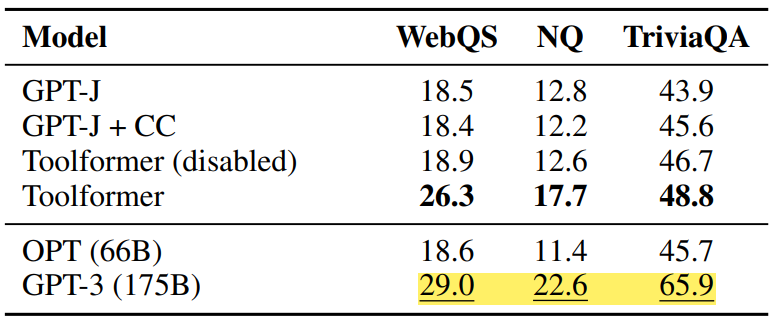 Model WebQS NQ TriviaQA
GPT-J 18.5 12.8 43.9
GPT-J + CC 18.4 12.2 45.6
Toolformer (disabled) 18.9 12.6 46.7
Toolformer 26.3 17.7 48.8
OPT (66B) 18.6 11.4 45.7
GPT-3 (175B) 29.0 22.6 65.9